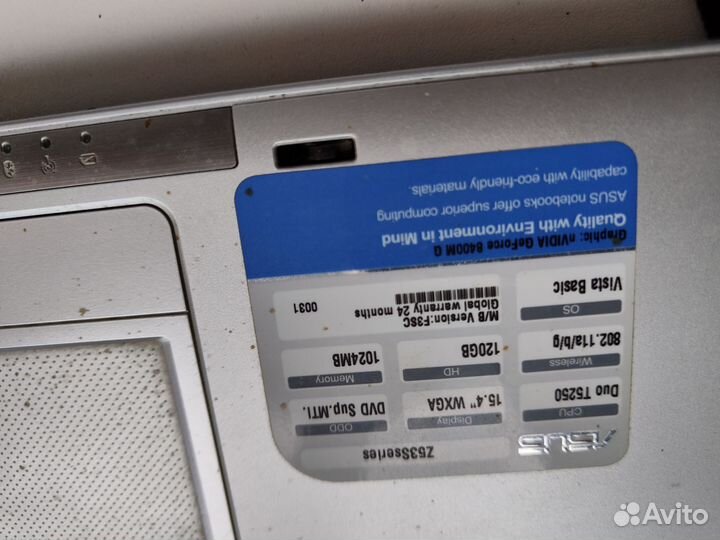 ASUS
Z53Sseries
CPU
Duo T5250
Display
15.4" WXGA
ODD
DVD Sup.MTI.
Wireless
802.11a/b/g
HD
120GB
Memory
1024MB
OS
Vista Basic
M/B Version:F3SC
Global warranty 24 months
0031
Graphic: nVIDIA GeForce 8400M G
Quality with Environment in Mind
ASUS notebooks offer superior computing
capability with eco-friendly materials.
Avito